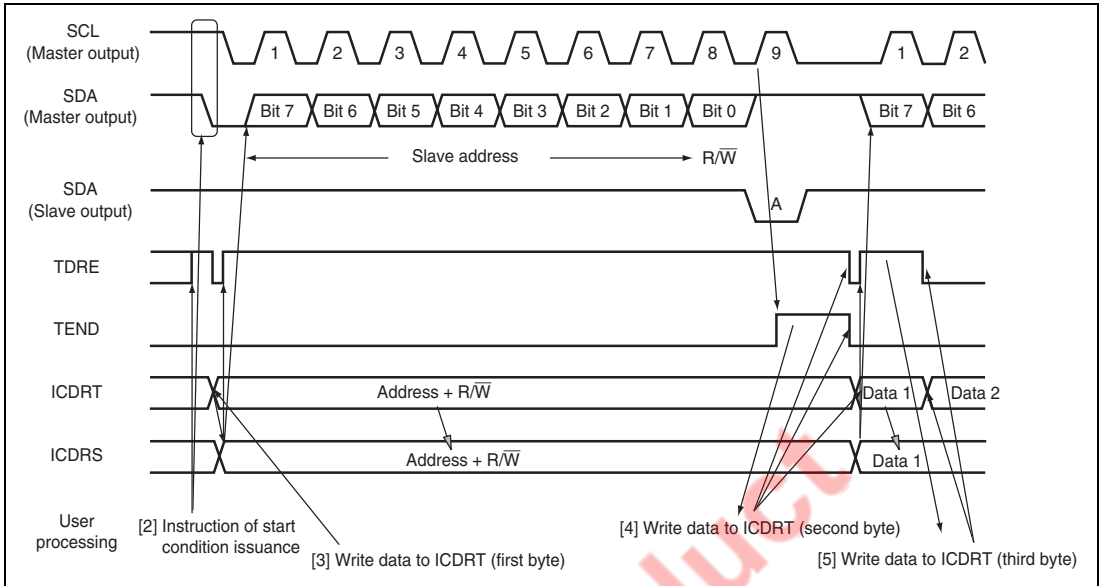 SCL
(Master output)
1 2 3 4 5 6 7 8 9 1 2
SDA
(Master output)
Bit 7 Bit 6 Bit 5 Bit 4 Bit 3 Bit 2 Bit 1 Bit 0 Bit 7 Bit 6
Slave address R/W̅
SDA
(Slave output)
A
TDRE
TEND
ICDRT
Address + R/W̅ Data 1 Data 2
ICDRS
Address + R/W̅ Data 1
User
processing
[2] Instruction of start
condition issuance
[3] Write data to ICDRT (first byte)
[4] Write data to ICDRT (second byte)
[5] Write data to ICDRT (third byte)
duct